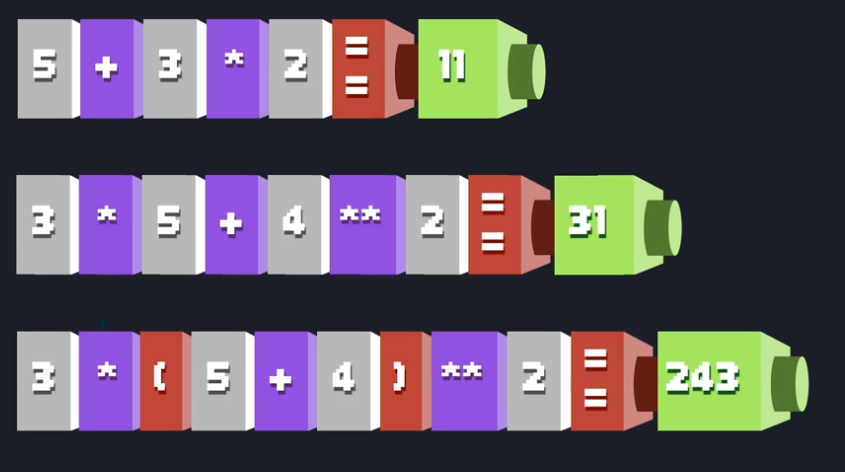 5 + 3 * 2 == 11
3 * 5 + 4 ** 2 == 31
3 * ( 5 + 4 ) ** 2 == 243